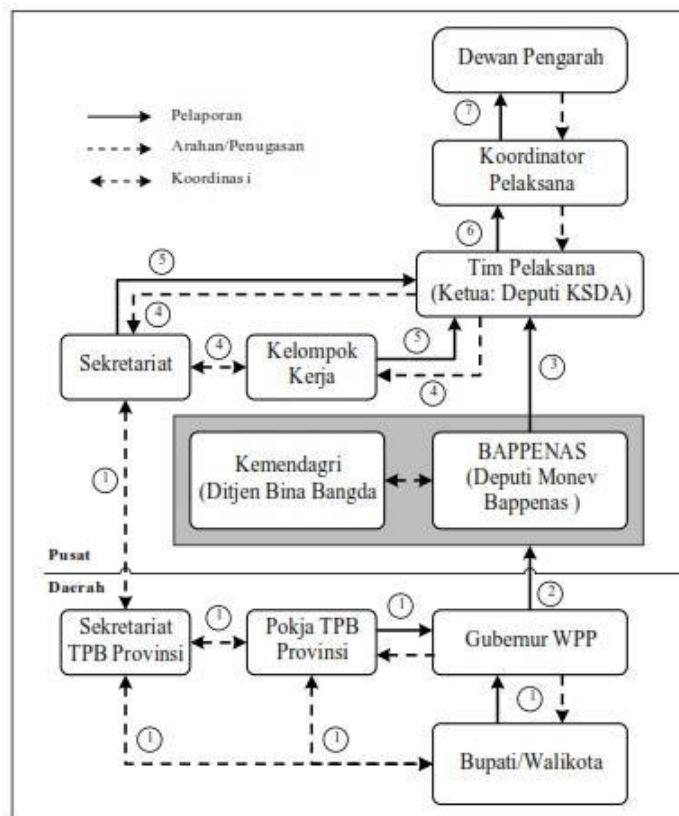 Dewan Pengarah
7
Pelaporan
Arahan/Penugasan
Koordinas i
Koordinator
Pelaksana
6
5
Tim Pelaksana
(Ketua: Deputi KSDA)
4
Sekretariat
4
Kelompok
Kerja
5
4
3
Kemendagri
(Ditjen Bina Bangda
BAPPENAS
(Deputi Monev
Bappenas )
1
Pusat
Daerah
2
Sekretariat
TPB Provinsi
1
Pokja TPB
Provinsi
1
Gubernur WPP
1
1
1
Bupati/Walikota